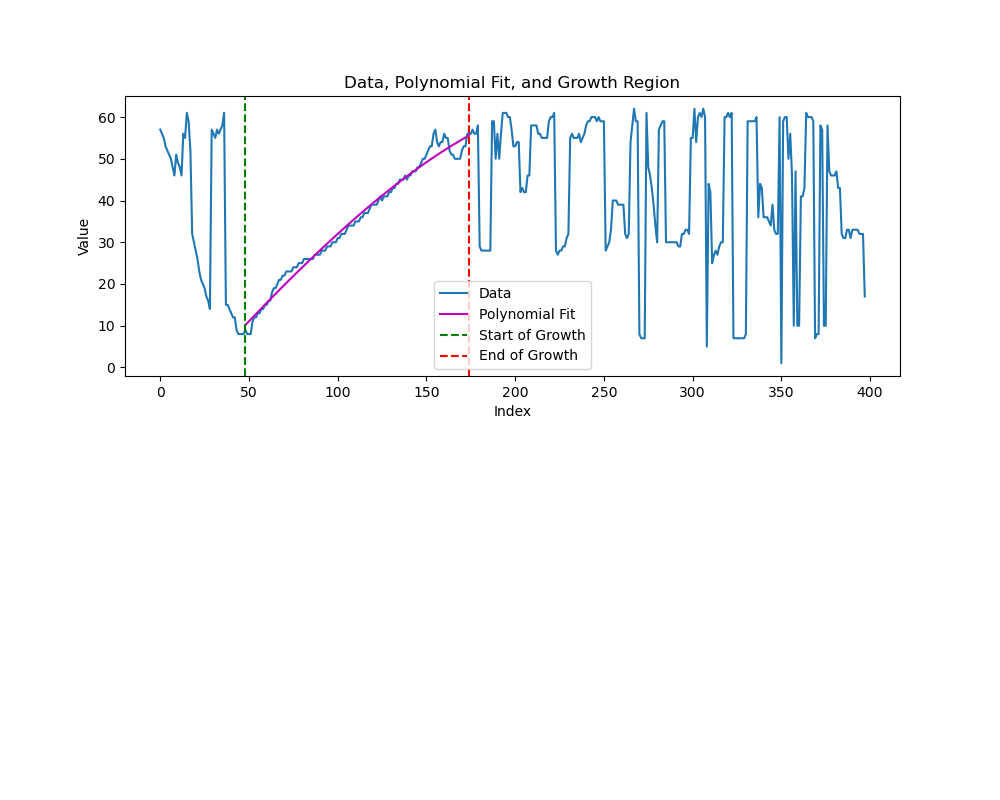 Data, Polynomial Fit, and Growth Region
60
50
40
30
20
10
0
Value
Data
Polynomial Fit
Start of Growth
End of Growth
0 50 100 150 200 250 300 350 400
Index